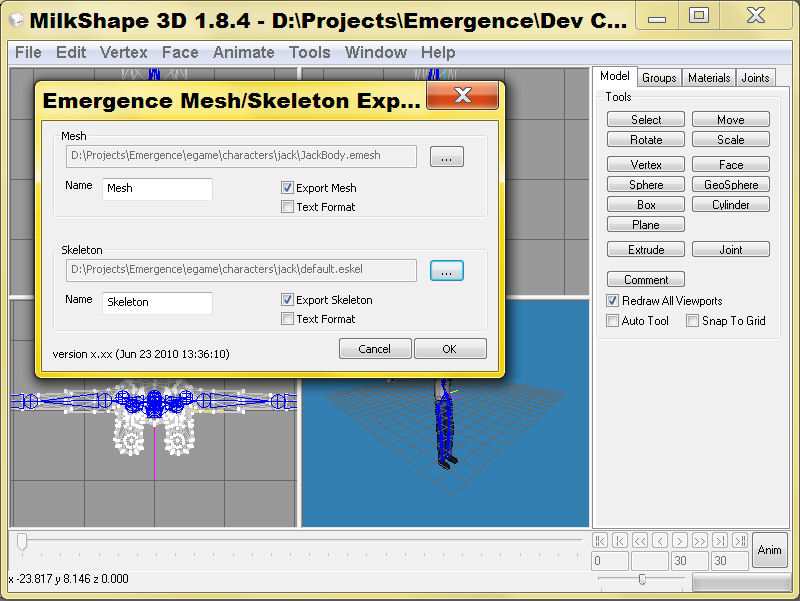 MilkShape 3D 1.8.4 - D:\Projects\Emergence\Dev C...
File Edit Vertex Face Animate Tools Window Help
Emergence Mesh/Skeleton Exp...
Mesh
D:\Projects\Emergence\egame\characters\jack\JackBody.emesh
...
Name
Mesh
Export Mesh
Text Format
Skeleton
D:\Projects\Emergence\egame\characters\jack\default.eskel
...
Name
Skeleton
Export Skeleton
Text Format
version x.xx (Jun 23 2010 13:36:10)
Cancel
OK
Model Groups Materials Joints
Tools
Select Move
Rotate Scale
Vertex Face
Sphere GeoSphere
Box Cylinder
Plane
Extrude Joint
Comment
Redraw All Viewports
Auto Tool Snap To Grid
|< |< << < > >> >| >||
0 30 30
Anim
x -23.817 y 8.146 z 0.000